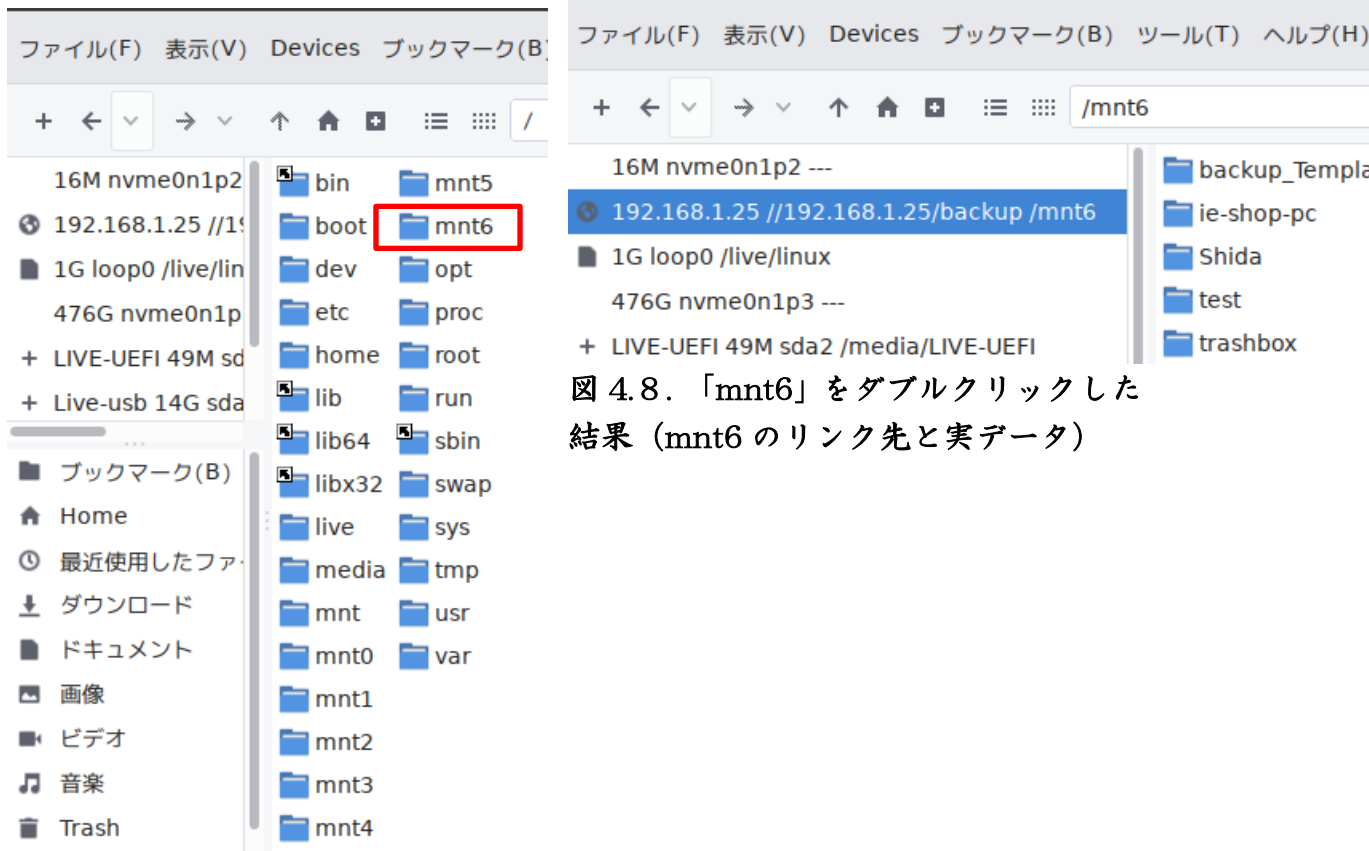 ファイル(F) 表示(V) Devices ブックマーク(B)
/
16M nvme0n1p2
192.168.1.25 //19
1G loop0 /live/lin
476G nvme0n1p
+ LIVE-UEFI 49M sd
+ Live-usb 14G sda
ブックマーク(B)
Home
最近使用したファ
ダウンロード
ドキュメント
画像
ビデオ
音楽
Trash
bin
boot
dev
etc
home
lib
lib64
libx32
live
media
mnt
mnt0
mnt1
mnt2
mnt3
mnt4
mnt5
mnt6
opt
proc
root
run
sbin
swap
sys
tmp
usr
var
ファイル(F) 表示(V) Devices ブックマーク(B) ツール(T) ヘルプ(H)
/mnt6
16M nvme0n1p2 ---
192.168.1.25 //192.168.1.25/backup /mnt6
1G loop0 /live/linux
476G nvme0n1p3 ---
+ LIVE-UEFI 49M sda2 /media/LIVE-UEFI
backup_Templa
ie-shop-pc
Shida
test
trashbox
図 4.8.「mnt6」をダブルクリックした
結果（mnt6 のリンク先と実データ）